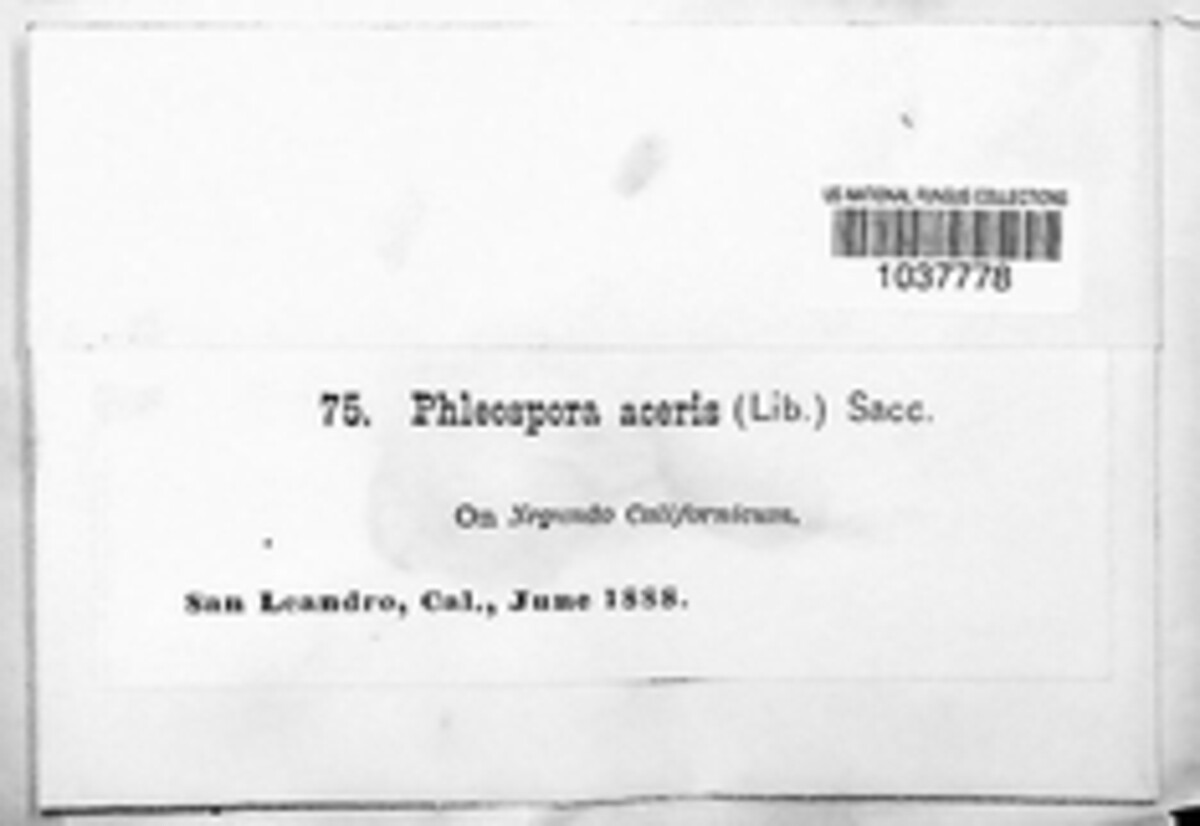 US NATIONAL FUNGUS COLLECTIONS
1037778
75. Phleospora aceris (Lib.) Sacc.
On Negundo Californicum.
San Leandro, Cal., June 1888.